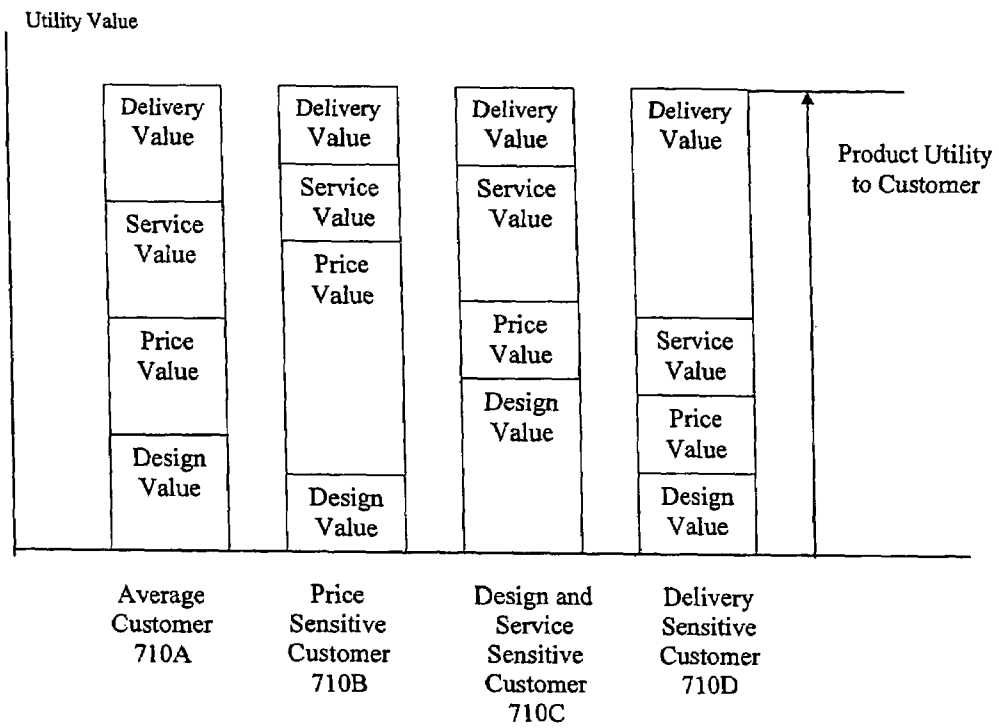 Utility Value
Delivery
Value
Service
Value
Price
Value
Design
Value
Delivery
Value
Service
Value
Price
Value
Design
Value
Delivery
Value
Service
Value
Price
Value
Design
Value
Delivery
Value
Service
Value
Price
Value
Design
Value
Product Utility
to Customer
Average
Customer
710A
Price
Sensitive
Customer
710B
Design and
Service
Sensitive
Customer
710C
Delivery
Sensitive
Customer
710D